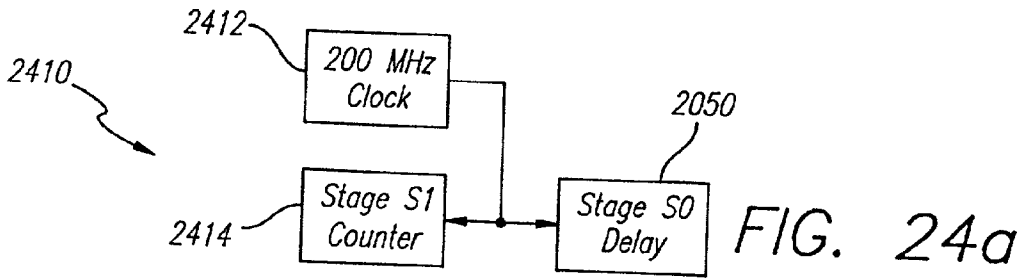 2412
200 MHz
Clock
2410
2050
Stage S1
Counter
2414
Stage S0
Delay
FIG. 24a